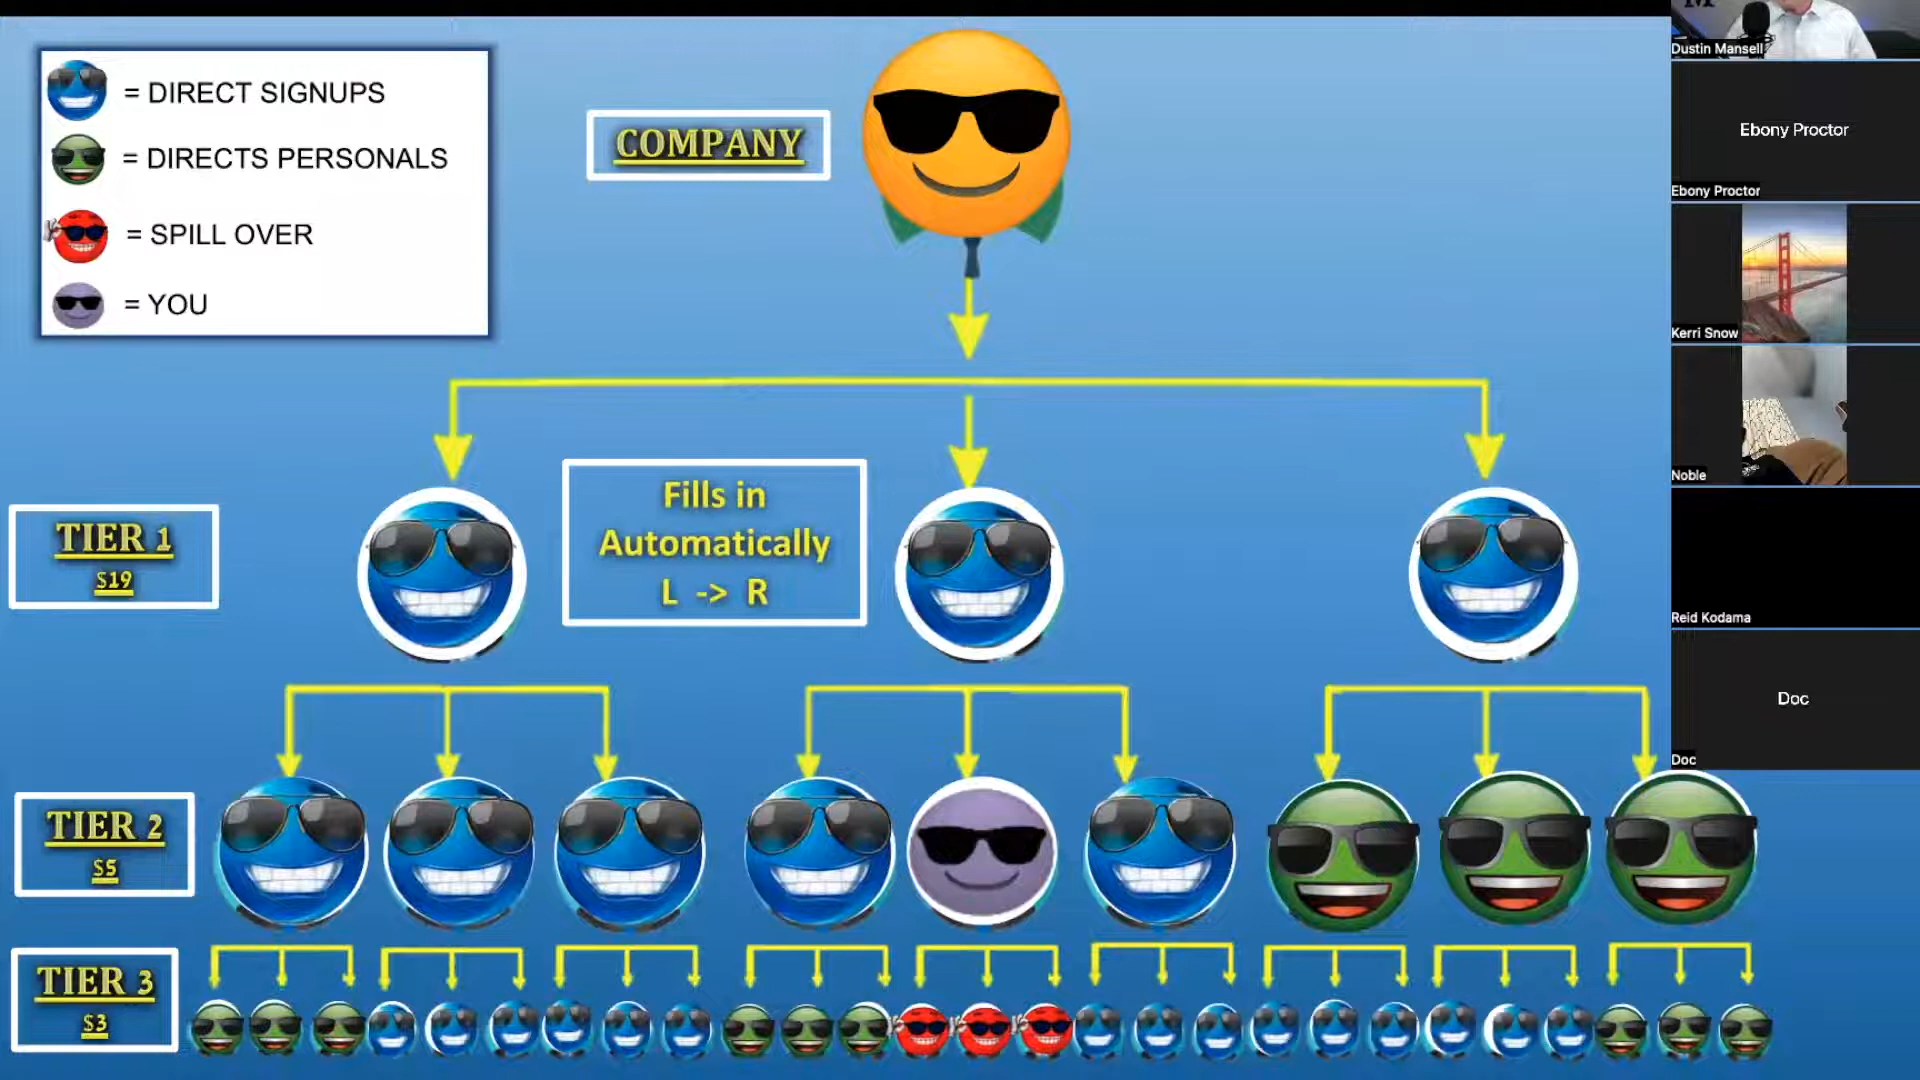 = DIRECT SIGNUPS
= DIRECTS PERSONALS
= SPILL OVER
= YOU
COMPANY
Fills in
Automatically
L -> R
TIER 1
$19
TIER 2
$5
TIER 3
$3
Dustin Mansell
Ebony Proctor
Ebony Proctor
Kerri Snow
Noble
Reid Kodama
Doc
Doc